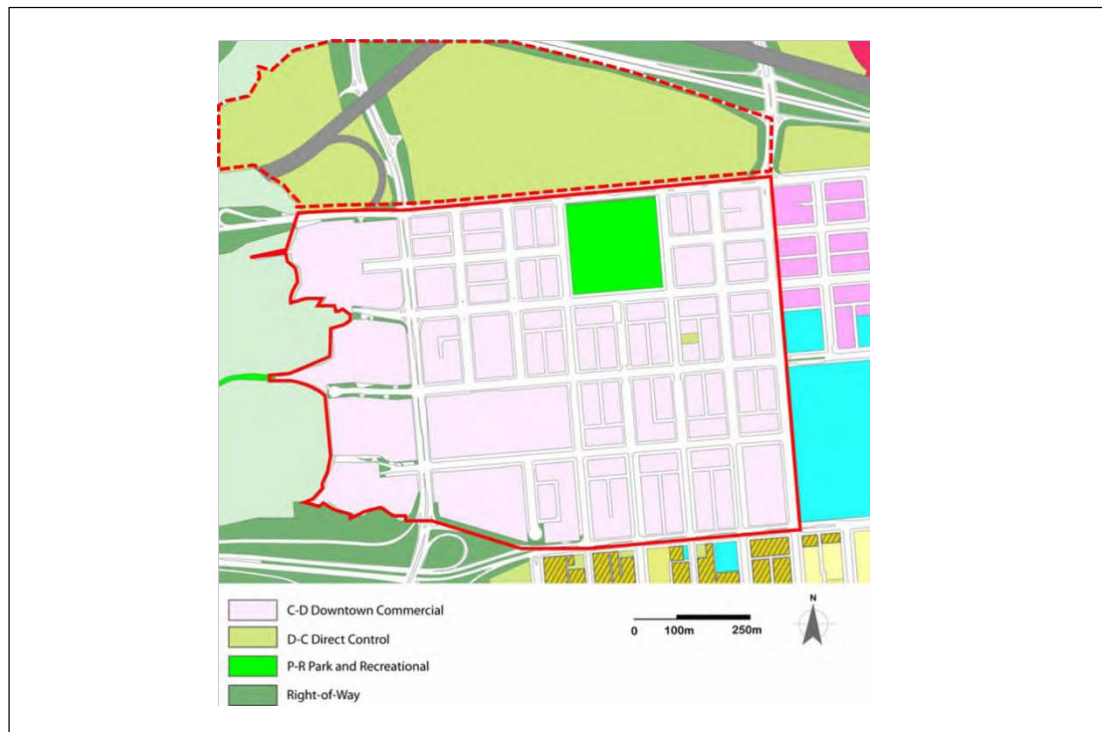 C-D Downtown Commercial
D-C Direct Control
P-R Park and Recreational
Right-of-Way
0 100m 250m
N